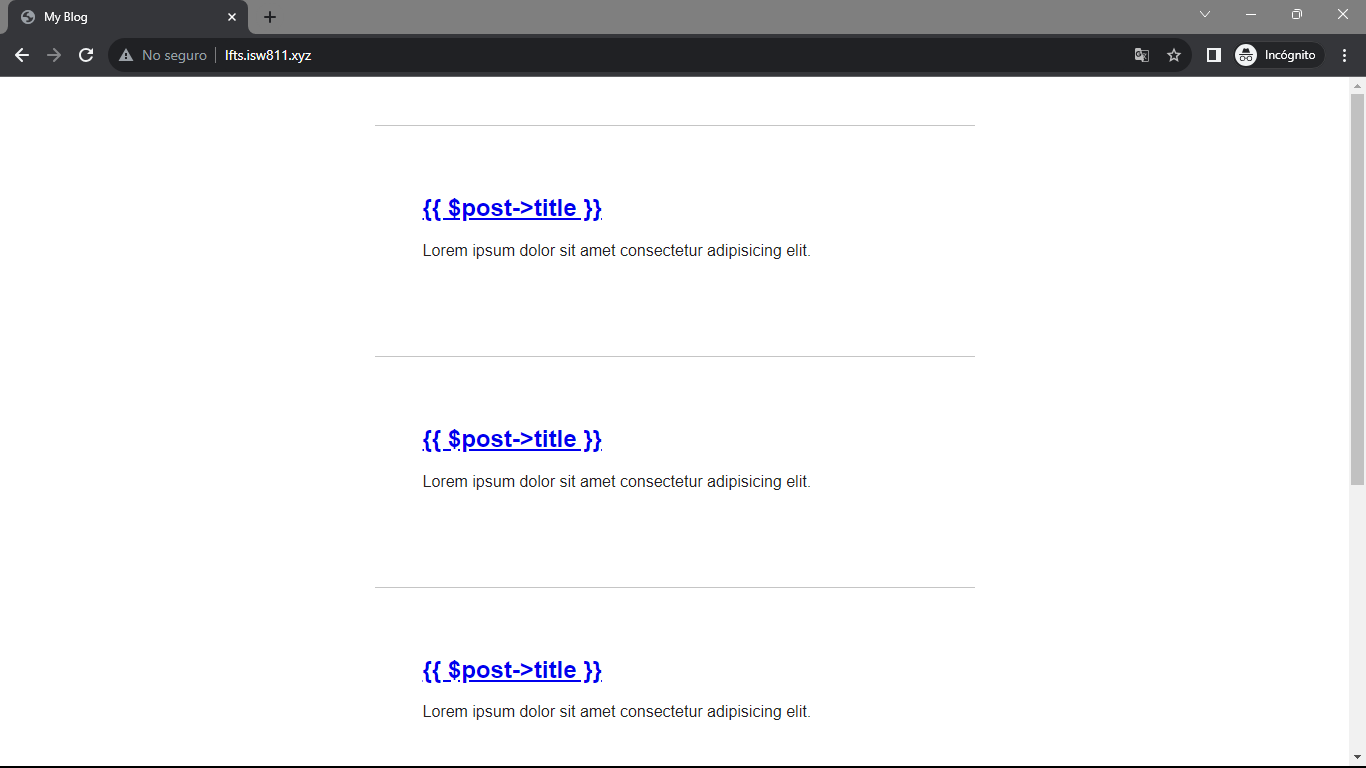 My Blog
No seguro
lfts.isw811.xyz
Incógnito
{{ $post->title }}
Lorem ipsum dolor sit amet consectetur adipisicing elit.
{{ $post->title }}
Lorem ipsum dolor sit amet consectetur adipisicing elit.
{{ $post->title }}
Lorem ipsum dolor sit amet consectetur adipisicing elit.